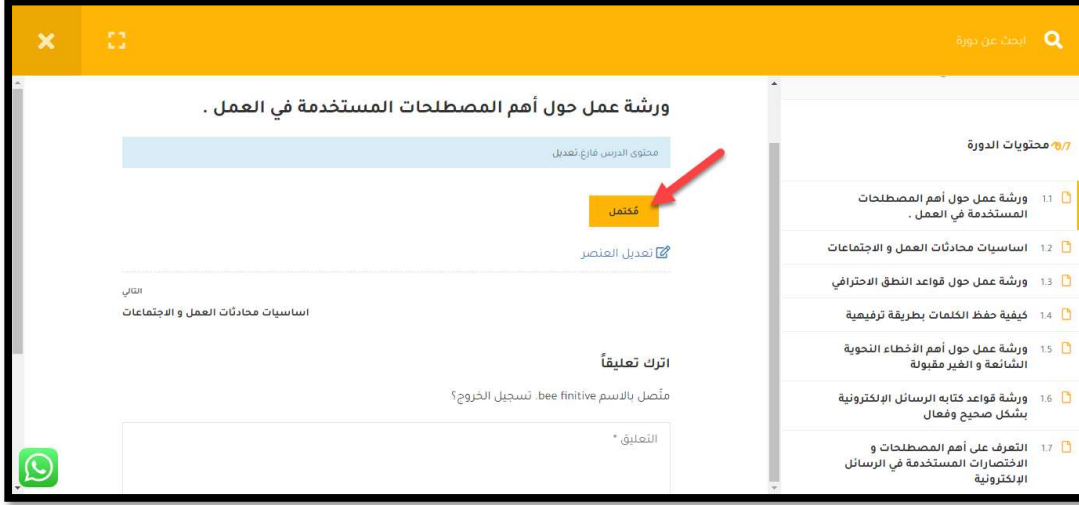 ابحث عن دورة
محتويات الدورة
0/7
1.1 ورشة عمل حول أهم المصطلحات
المستخدمة في العمل .
1.2 اساسيات محادثات العمل و الاجتماعات
1.3 ورشة عمل حول قواعد النطق الاحترافي
1.4 كيفية حفظ الكلمات بطريقة ترفيهية
1.5 ورشة عمل حول أهم الأخطاء النحوية
الشائعة و الغير مقبولة
1.6 ورشة قواعد كتابه الرسائل الإلكترونية
بشكل صحيح وفعال
1.7 التعرف على أهم المصطلحات و
الاختصارات المستخدمة في الرسائل
الإلكترونية
ورشة عمل حول أهم المصطلحات المستخدمة في العمل .
محتوى الدرس فارغ.تعديل
مُكتمل
تعديل العنصر
التالي
اساسيات محادثات العمل و الاجتماعات
اترك تعليقاً
متّصل بالاسم bee finitive. تسجيل الخروج؟
التعليق *